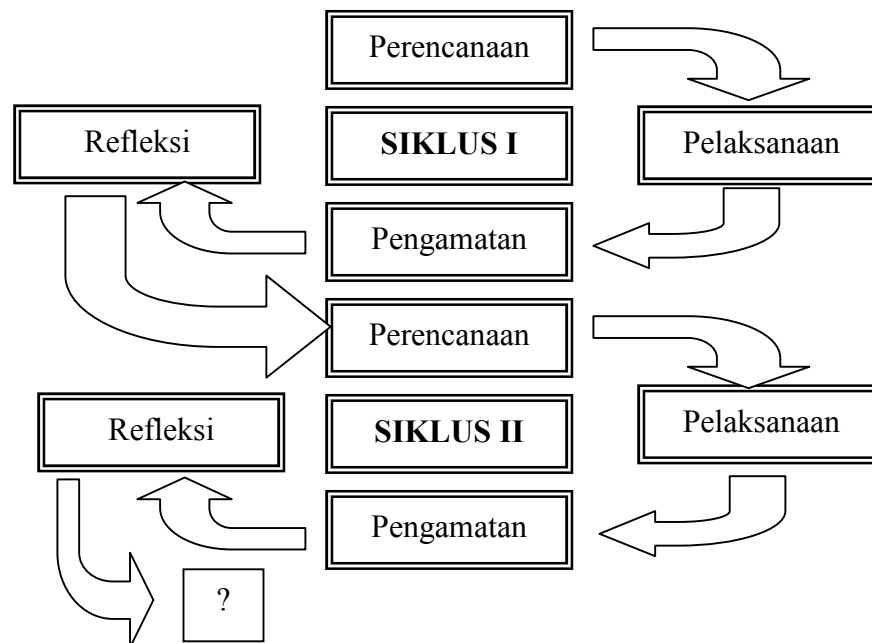 Perencanaan
Refleksi
SIKLUS I
Pelaksanaan
Pengamatan
Perencanaan
Refleksi
SIKLUS II
Pelaksanaan
Pengamatan
?